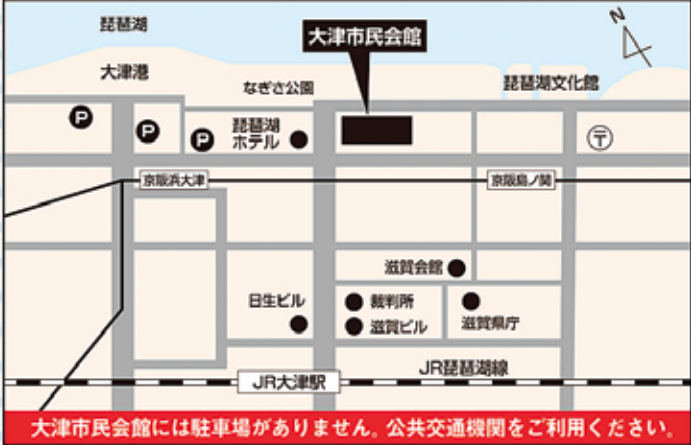 琵琶湖
N
大津市民会館
大津港
なぎさ公園
琵琶湖文化館
P
P
P
琵琶湖
ホテル
〒
京阪浜大津
京阪島ノ関
滋賀会館
日生ビル
裁判所
滋賀ビル
滋賀県庁
JR琵琶湖線
JR大津駅
大津市民会館には駐車場がありません。公共交通機関をご利用ください。